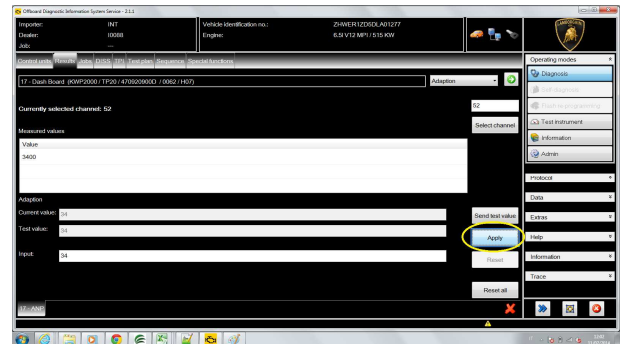 Offboard Diagnostic Information System Service - 2.1.1
Importer: INT
Dealer: I0088
Job: ---
Vehicle identification no.: ZHWER1ZD5DLA01277
Engine: 6.5l V12 MPI / 515 KW
LAMBORGHINI
Control units Results Jobs DISS TPI Test plan Sequence Special functions
17 - Dash Board (KWP2000 / TP20 / 470920900D / 0062 / H07)
Adaption
Currently selected channel: 52
52
Select channel
Measured values
Value
3400
Adaption
Current value: 34
Send test value
Test value: 34
Apply
Input: 34
Reset
Reset all
17 - AMP
Operating modes
Diagnosis
Test instrument
Information
Admin
Protocol
Data
Extras
Help
Information
Trace